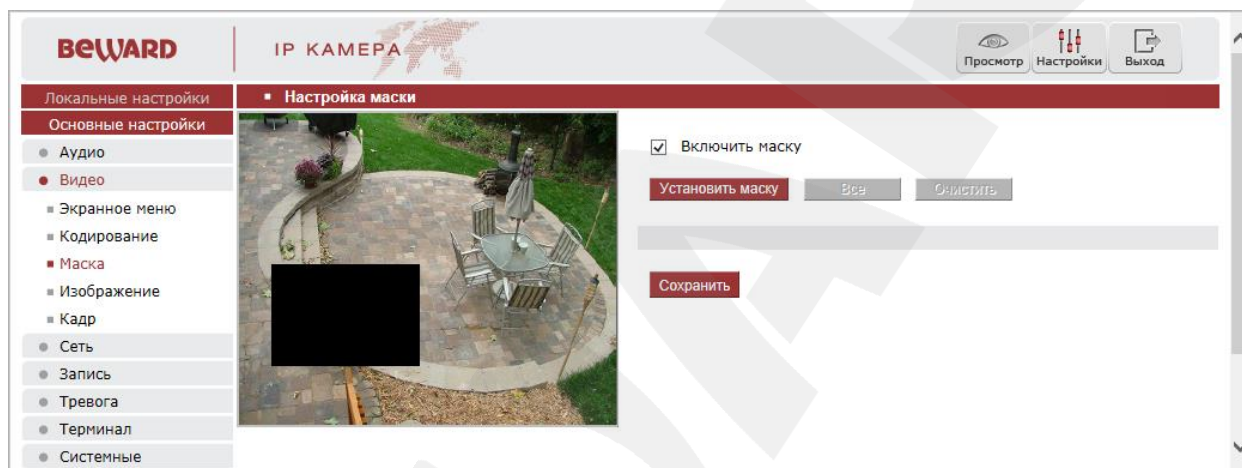 BEWARD
IP КАМЕРА
Просмотр
Настройки
Выход
Локальные настройки
Настройка маски
Основные настройки
Аудио
Видео
Экранное меню
Кодирование
Маска
Изображение
Кадр
Сеть
Запись
Тревога
Терминал
Системные
Включить маску
Установить маску
Все
Очистить
Сохранить